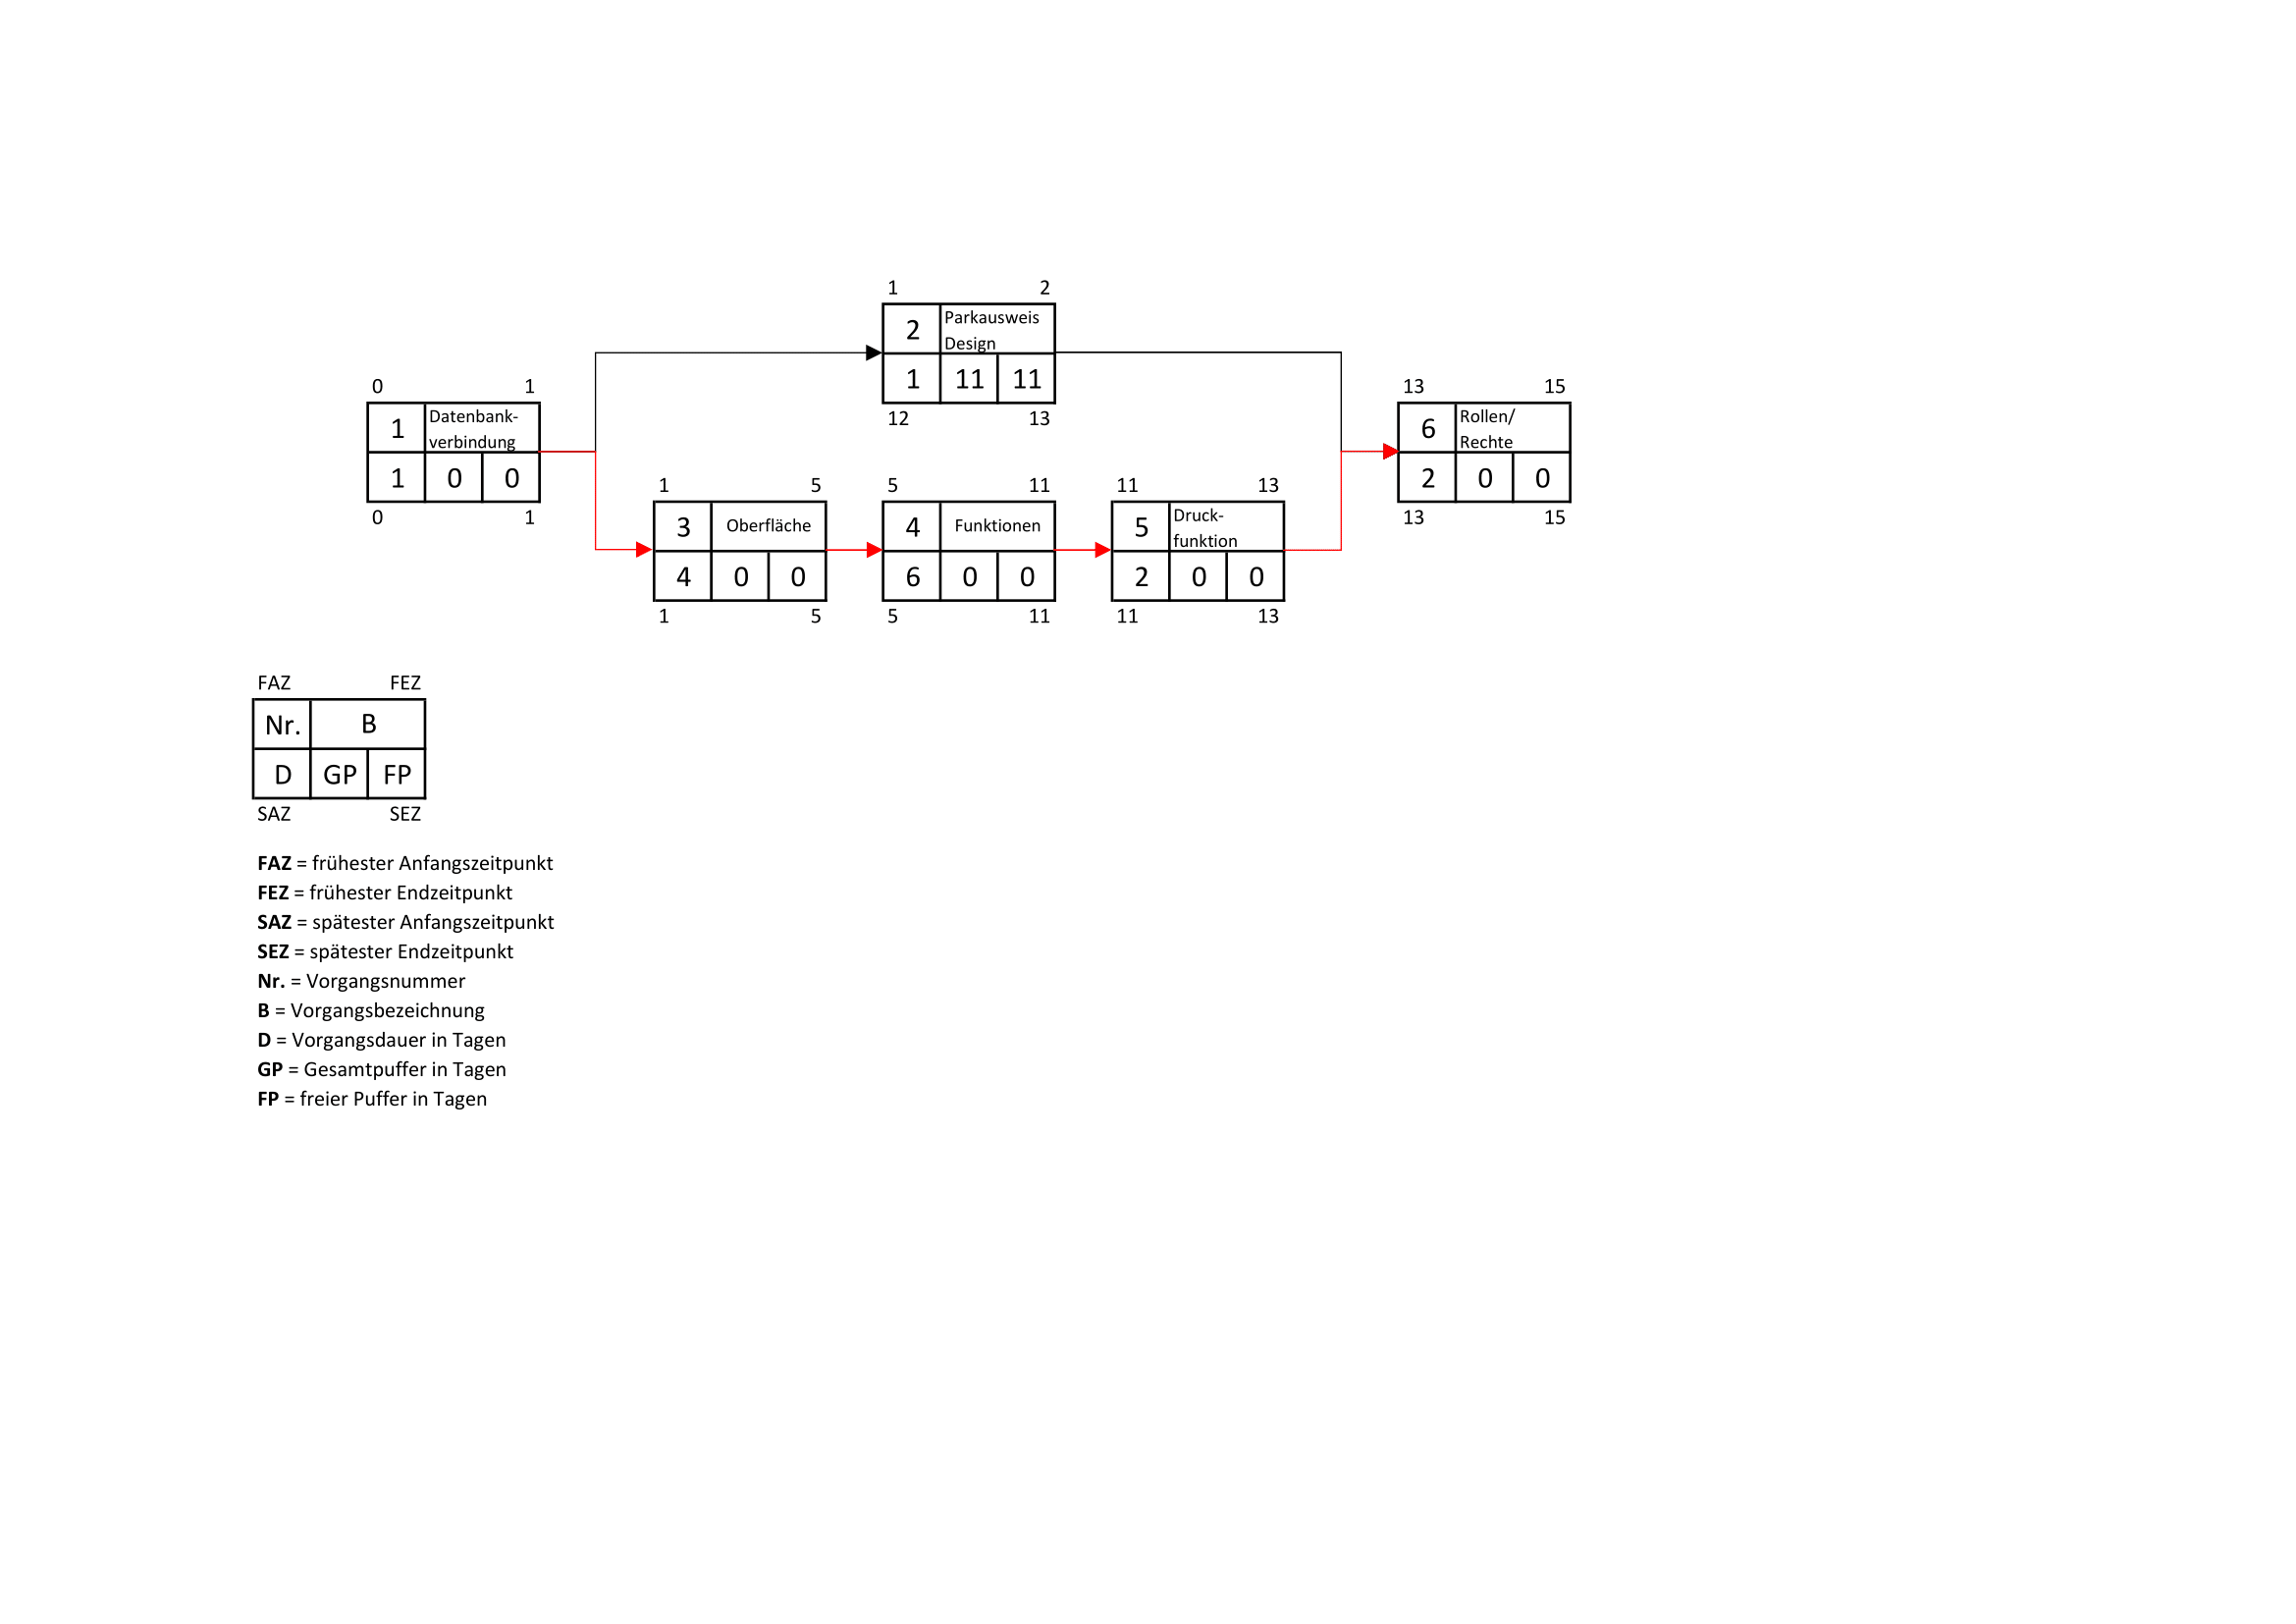 1 2
2 Parkausweis
Design
1 11 11
12 13
0 1
1 Datenbank-
verbindung
1 0 0
0 1
1 5
3 Oberfläche
4 0 0
1 5
5 11
4 Funktionen
6 0 0
5 11
11 13
5 Druck-
funktion
2 0 0
11 13
13 15
6 Rollen/
Rechte
2 0 0
13 15
FAZ FEZ
Nr. B
D GP FP
SAZ SEZ
FAZ = frühester Anfangszeitpunkt
FEZ = frühester Endzeitpunkt
SAZ = spätester Anfangszeitpunkt
SEZ = spätester Endzeitpunkt
Nr. = Vorgangsnummer
B = Vorgangsbezeichnung
D = Vorgangsdauer in Tagen
GP = Gesamtpuffer in Tagen
FP = freier Puffer in Tagen